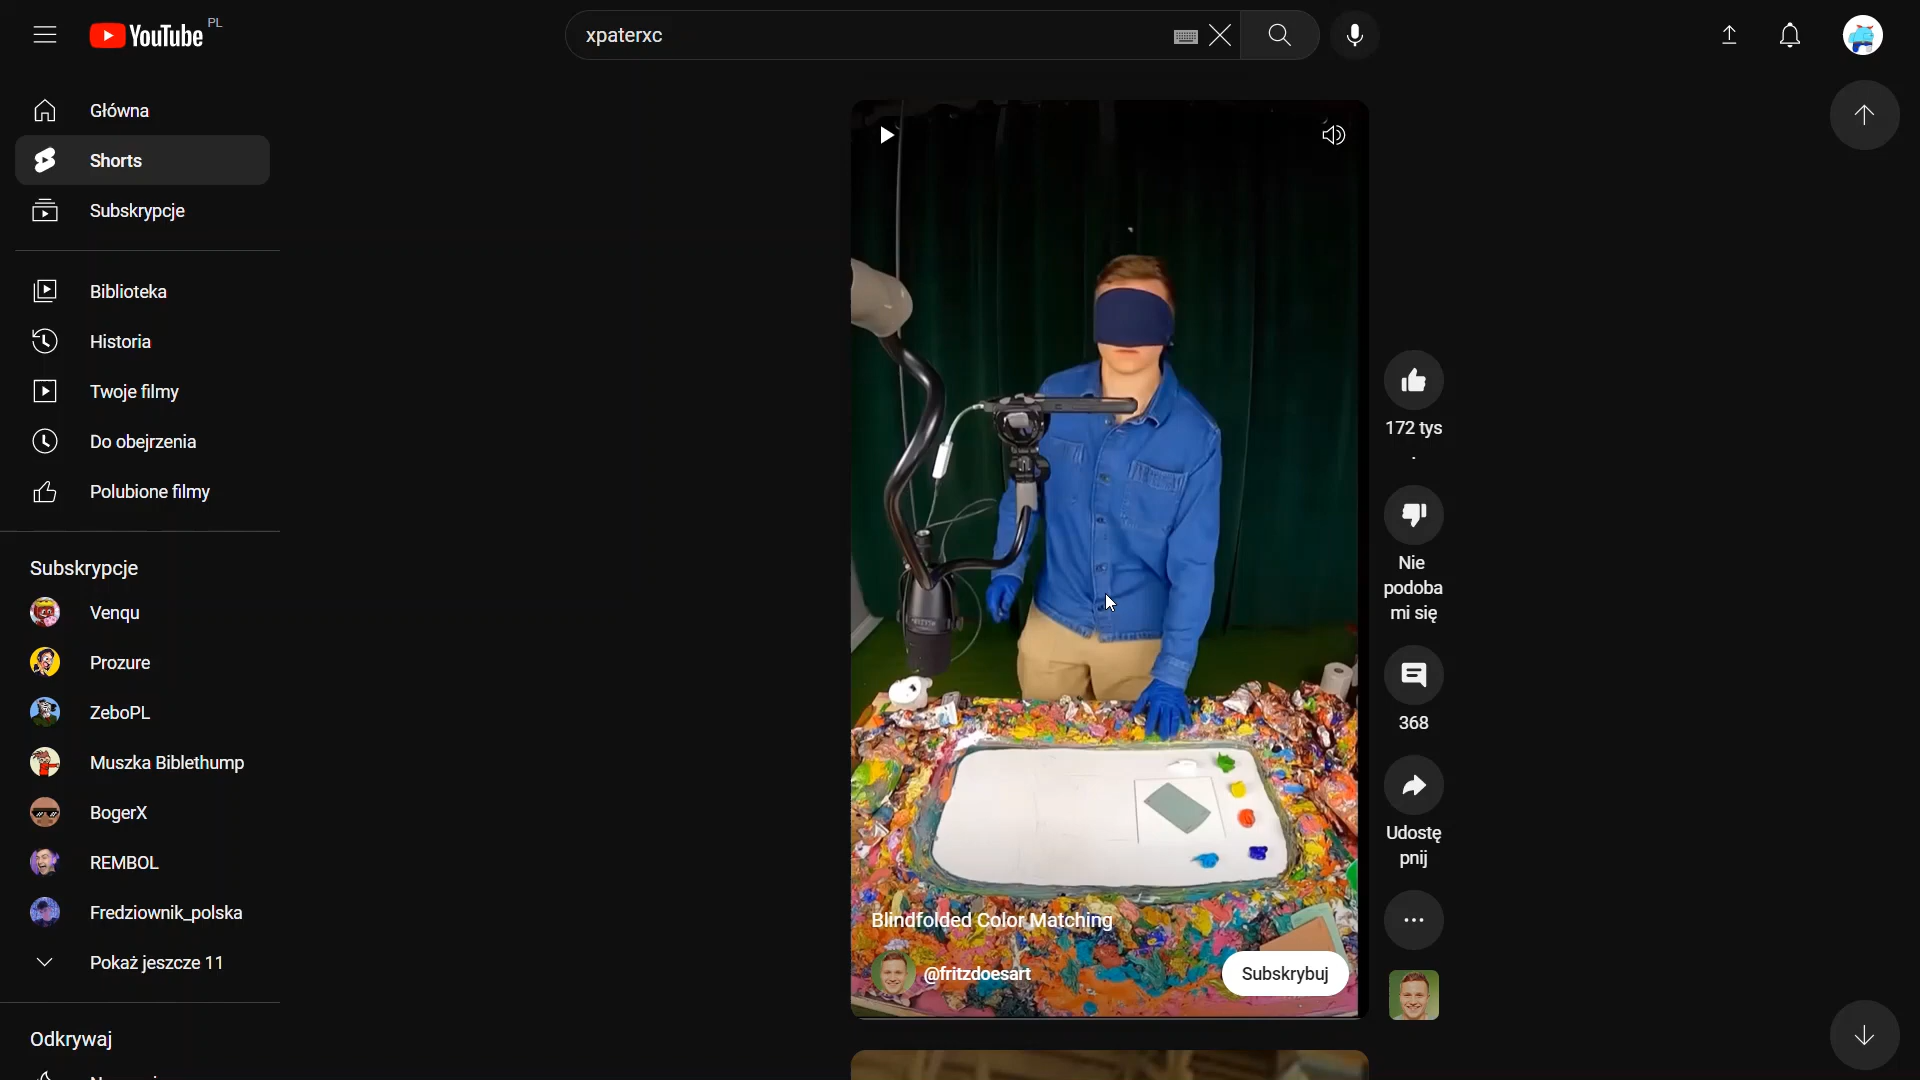 YouTube PL
xpaterxc
Główna
Shorts
Subskrypcje
Biblioteka
Historia
Twoje filmy
Do obejrzenia
Polubione filmy
Subskrypcje
Venqu
Prozure
ZeboPL
Muszka Biblethump
BogerX
REMBOL
Fredziownik_polska
Pokaż jeszcze 11
Odkrywaj
172 tys
.
Nie
podoba
mi się
368
Udostę
pnij
Blindfolded Color Matching
@fritzdoesart
Subskrybuj